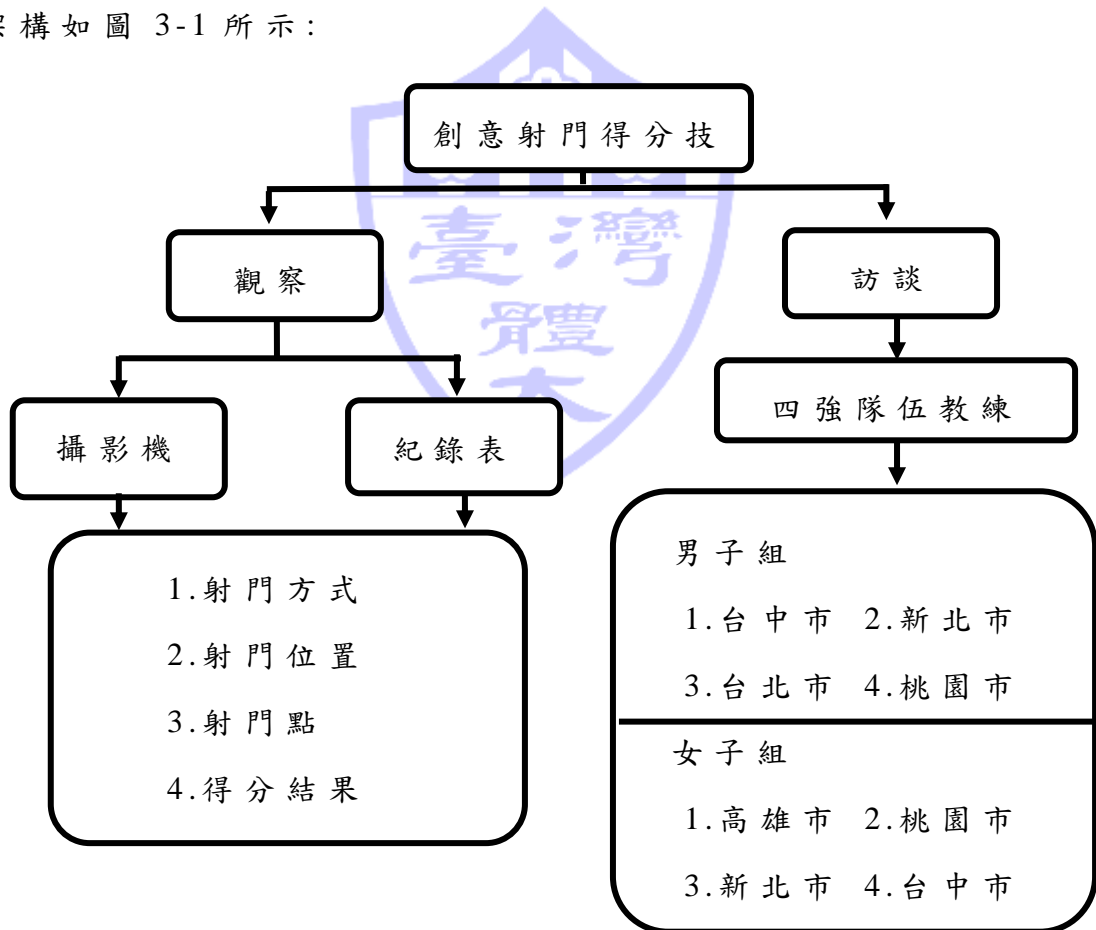 構如圖 3-1 所示:
創意射門得分技
觀察
訪談
攝影機
紀錄表
四強隊伍教練
1.射門方式
2.射門位置
3.射門點
4.得分結果
男子組
1.台中市 2.新北市
3.台北市 4.桃園市
女子組
1.高雄市 2.桃園市
3.新北市 4.台中市
臺灣
體
大